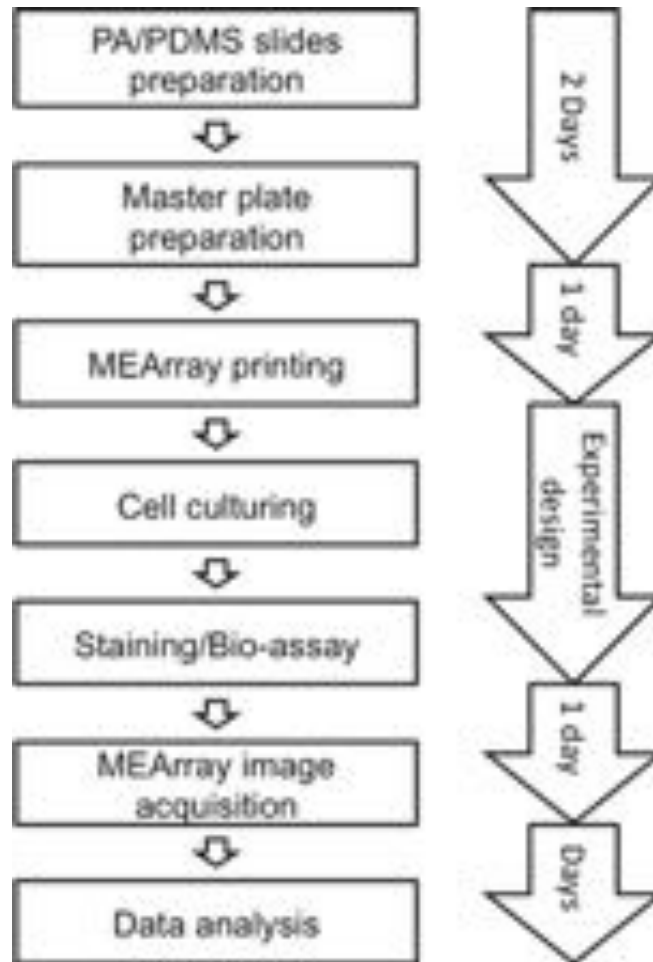 PA/PDMS slides
preparation
Master plate
preparation
MEArray printing
Cell culturing
Staining/Bio-assay
MEArray image
acquisition
Data analysis
2 Days
1 day
Experimental
design
1 day
Days